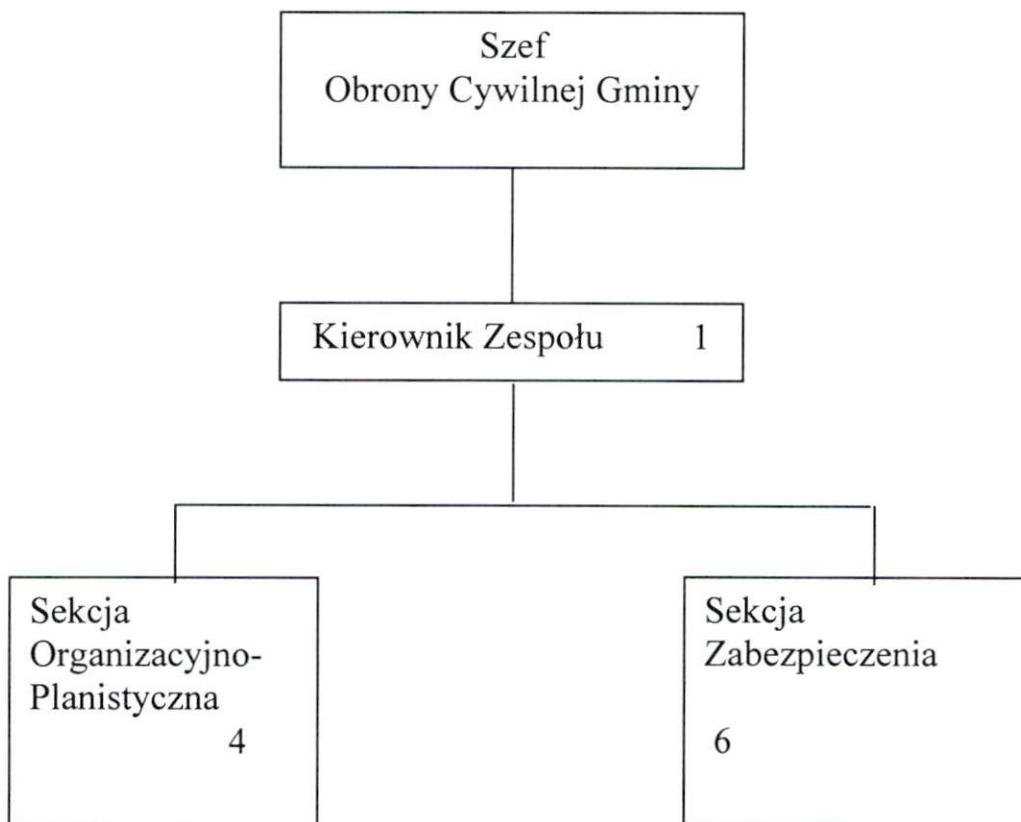 Szef
Obrony Cywilnej Gminy
Kierownik Zespołu 1
Sekcja
Organizacyjno-
Planistyczna
4
Sekcja
Zabezpieczenia
6